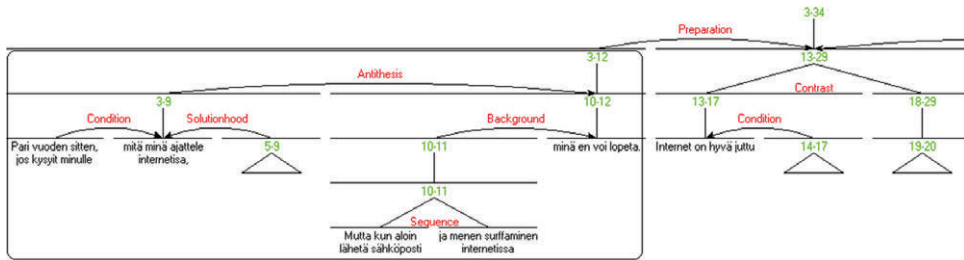 3-34
Preparation
3-12
13-29
Antithesis
Contrast
3-9
10-12
13-17
18-29
Condition
Solutionhood
Background
Condition
Pari vuoden sitten,
jos kysyit minulle
mitä minä ajattele
internetisa,
5-9
10-11
minä en voi lopeta.
Internet on hyvä juttu
14-17
19-20
10-11
Sequence
Mutta kun aloin
lähetä sähköposti
ja menen surffaminen
internetissa